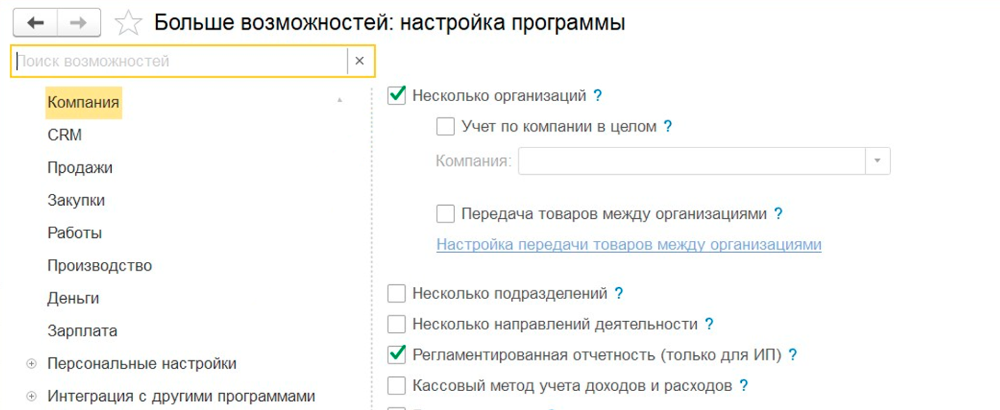 Больше возможностей: настройка программы
Поиск возможностей
Компания
CRM
Продажи
Закупки
Работы
Производство
Деньги
Зарплата
Персональные настройки
Интеграция с другими программами
Несколько организаций ?
Учет по компании в целом ?
Компания:
Передача товаров между организациями ?
Настройка передачи товаров между организациями
Несколько подразделений ?
Несколько направлений деятельности ?
Регламентированная отчетность (только для ИП) ?
Кассовый метод учета доходов и расходов ?